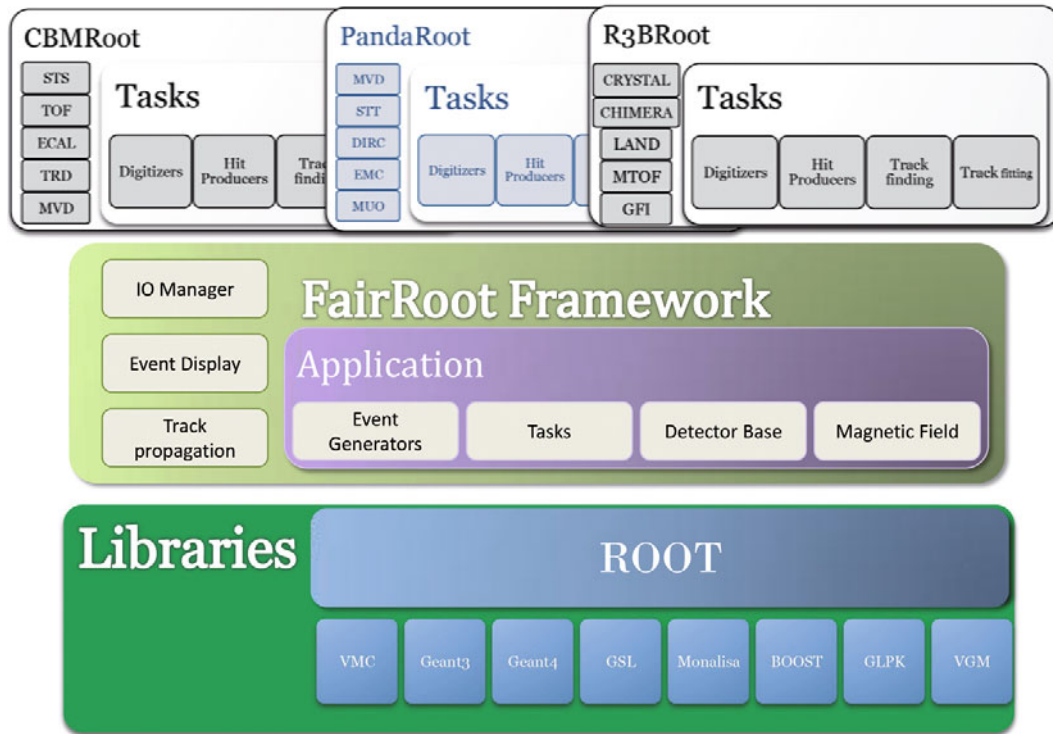 CBMRoot
STS
TOF
ECAL
TRD
MVD
Tasks
Digitizers
Hit
Producers
PandaRoot
MVD
STT
DIRC
EMC
MUO
Tasks
Digitizers
Hit
Producers
R3BRoot
CRYSTAL
CHIMERA
LAND
MTOF
GFI
Tasks
Digitizers
Hit
Producers
Track
finding
Track fitting
FairRoot Framework
IO Manager
Event Display
Track
propagation
Application
Event
Generators
Tasks
Detector Base
Magnetic Field
Libraries
ROOT
VMC
Geant3
Geant4
GSL
Monalisa
BOOST
GLPK
VGM